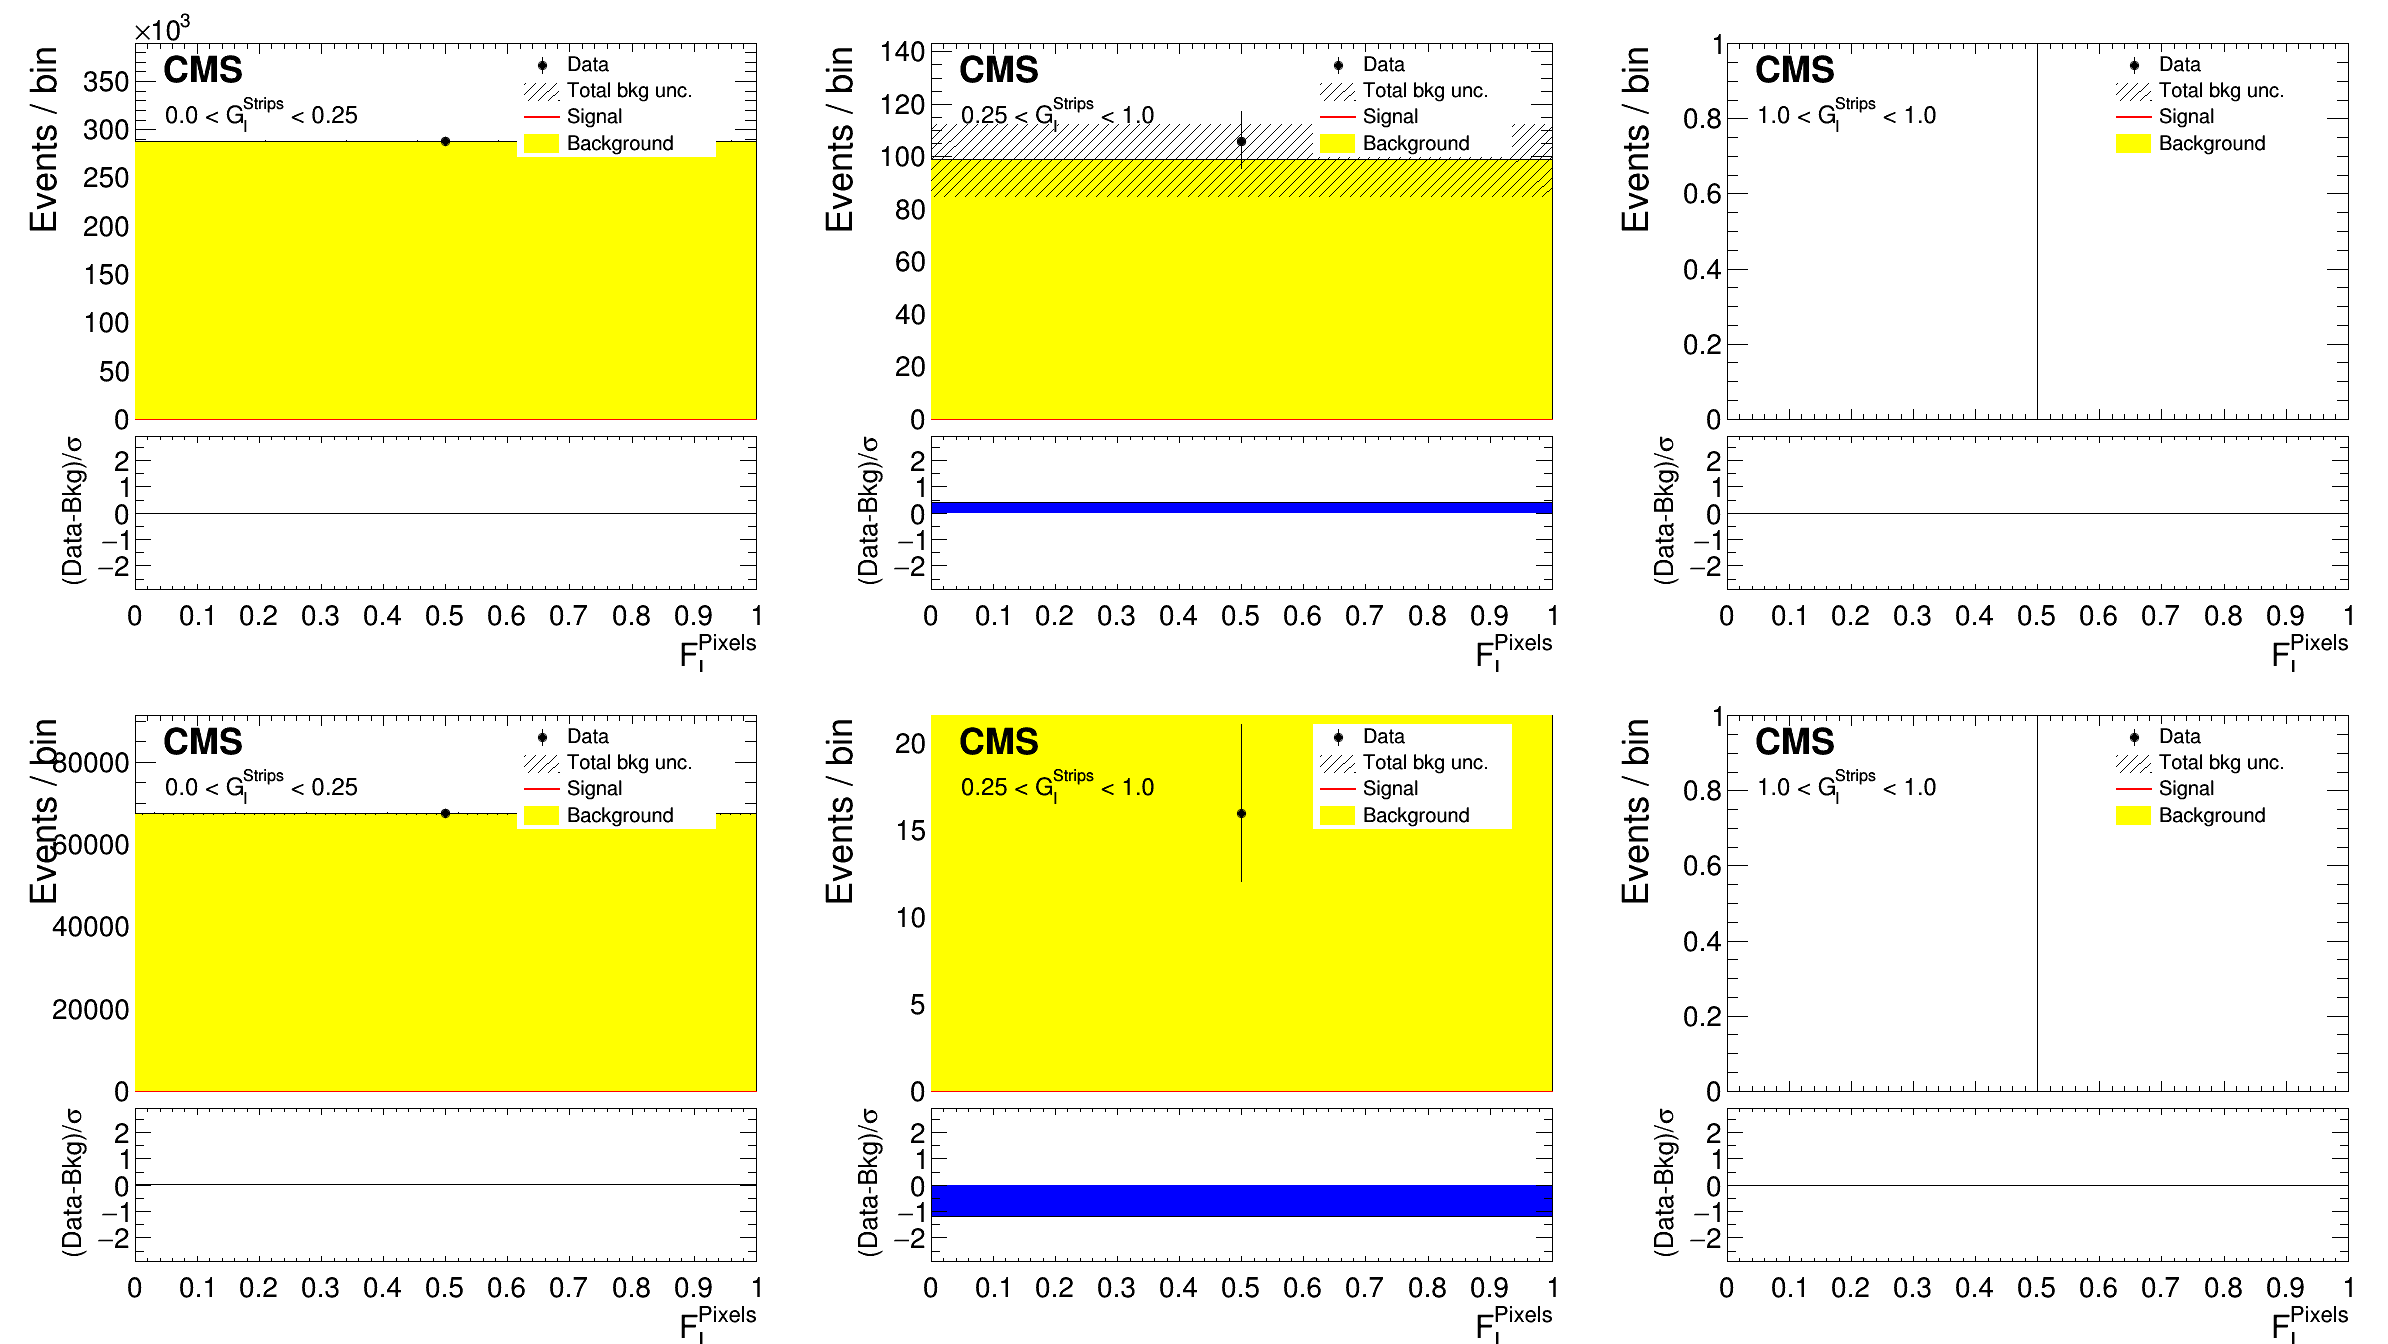 ×10³
Events / bin
350
300
250
200
150
100
50
0
CMS
0.0 < G_l^Strips < 0.25
Data
Total bkg unc.
Signal
Background
(Data-Bkg)/σ
2
1
0
−1
−2
0 0.1 0.2 0.3 0.4 0.5 0.6 0.7 0.8 0.9 1
F_l^Pixels
Events / bin
140
120
100
80
60
40
20
0
CMS
0.25 < G_l^Strips < 1.0
Data
Total bkg unc.
Signal
Background
(Data-Bkg)/σ
2
1
0
−1
−2
0 0.1 0.2 0.3 0.4 0.5 0.6 0.7 0.8 0.9 1
F_l^Pixels
Events / bin
1
0.8
0.6
0.4
0.2
0
CMS
1.0 < G_l^Strips < 1.0
Data
Total bkg unc.
Signal
Background
(Data-Bkg)/σ
2
1
0
−1
−2
0 0.1 0.2 0.3 0.4 0.5 0.6 0.7 0.8 0.9 1
F_l^Pixels
Events / bin
80000
60000
40000
20000
0
CMS
0.0 < G_l^Strips < 0.25
Data
Total bkg unc.
Signal
Background
(Data-Bkg)/σ
2
1
0
−1
−2
0 0.1 0.2 0.3 0.4 0.5 0.6 0.7 0.8 0.9 1
F_l^Pixels
Events / bin
20
15
10
5
0
CMS
0.25 < G_l^Strips < 1.0
Data
Total bkg unc.
Signal
Background
(Data-Bkg)/σ
2
1
0
−1
−2
0 0.1 0.2 0.3 0.4 0.5 0.6 0.7 0.8 0.9 1
F_l^Pixels
Events / bin
1
0.8
0.6
0.4
0.2
0
CMS
1.0 < G_l^Strips < 1.0
Data
Total bkg unc.
Signal
Background
(Data-Bkg)/σ
2
1
0
−1
−2
0 0.1 0.2 0.3 0.4 0.5 0.6 0.7 0.8 0.9 1
F_l^Pixels